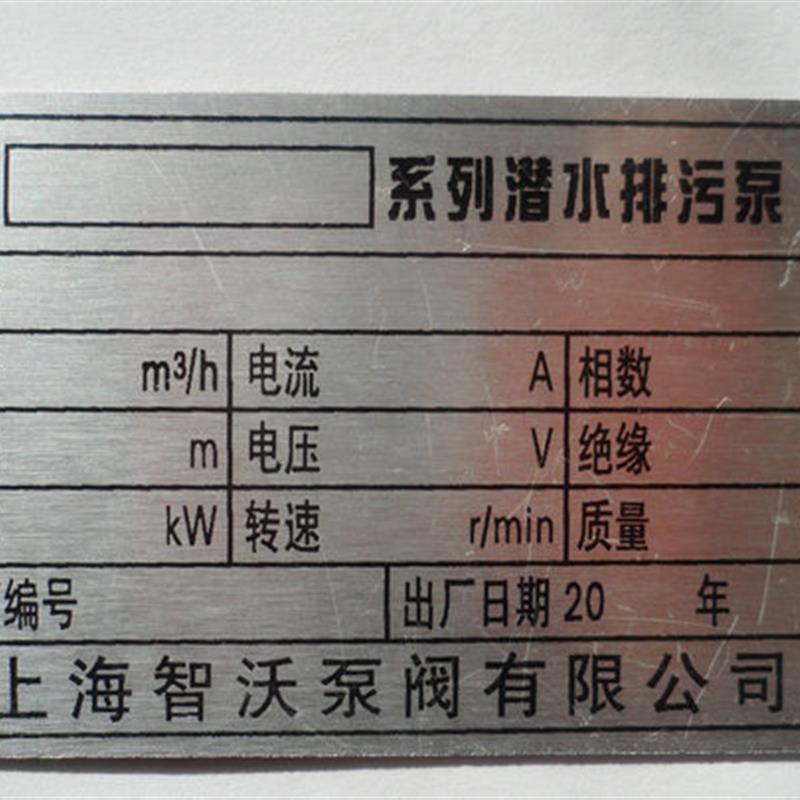 系列潜水排污泵
m³/h 电流 A 相数
m 电压 V 绝缘
kW 转速 r/min 质量
编号 出厂日期 20 年
上海智沃泵阀有限公司